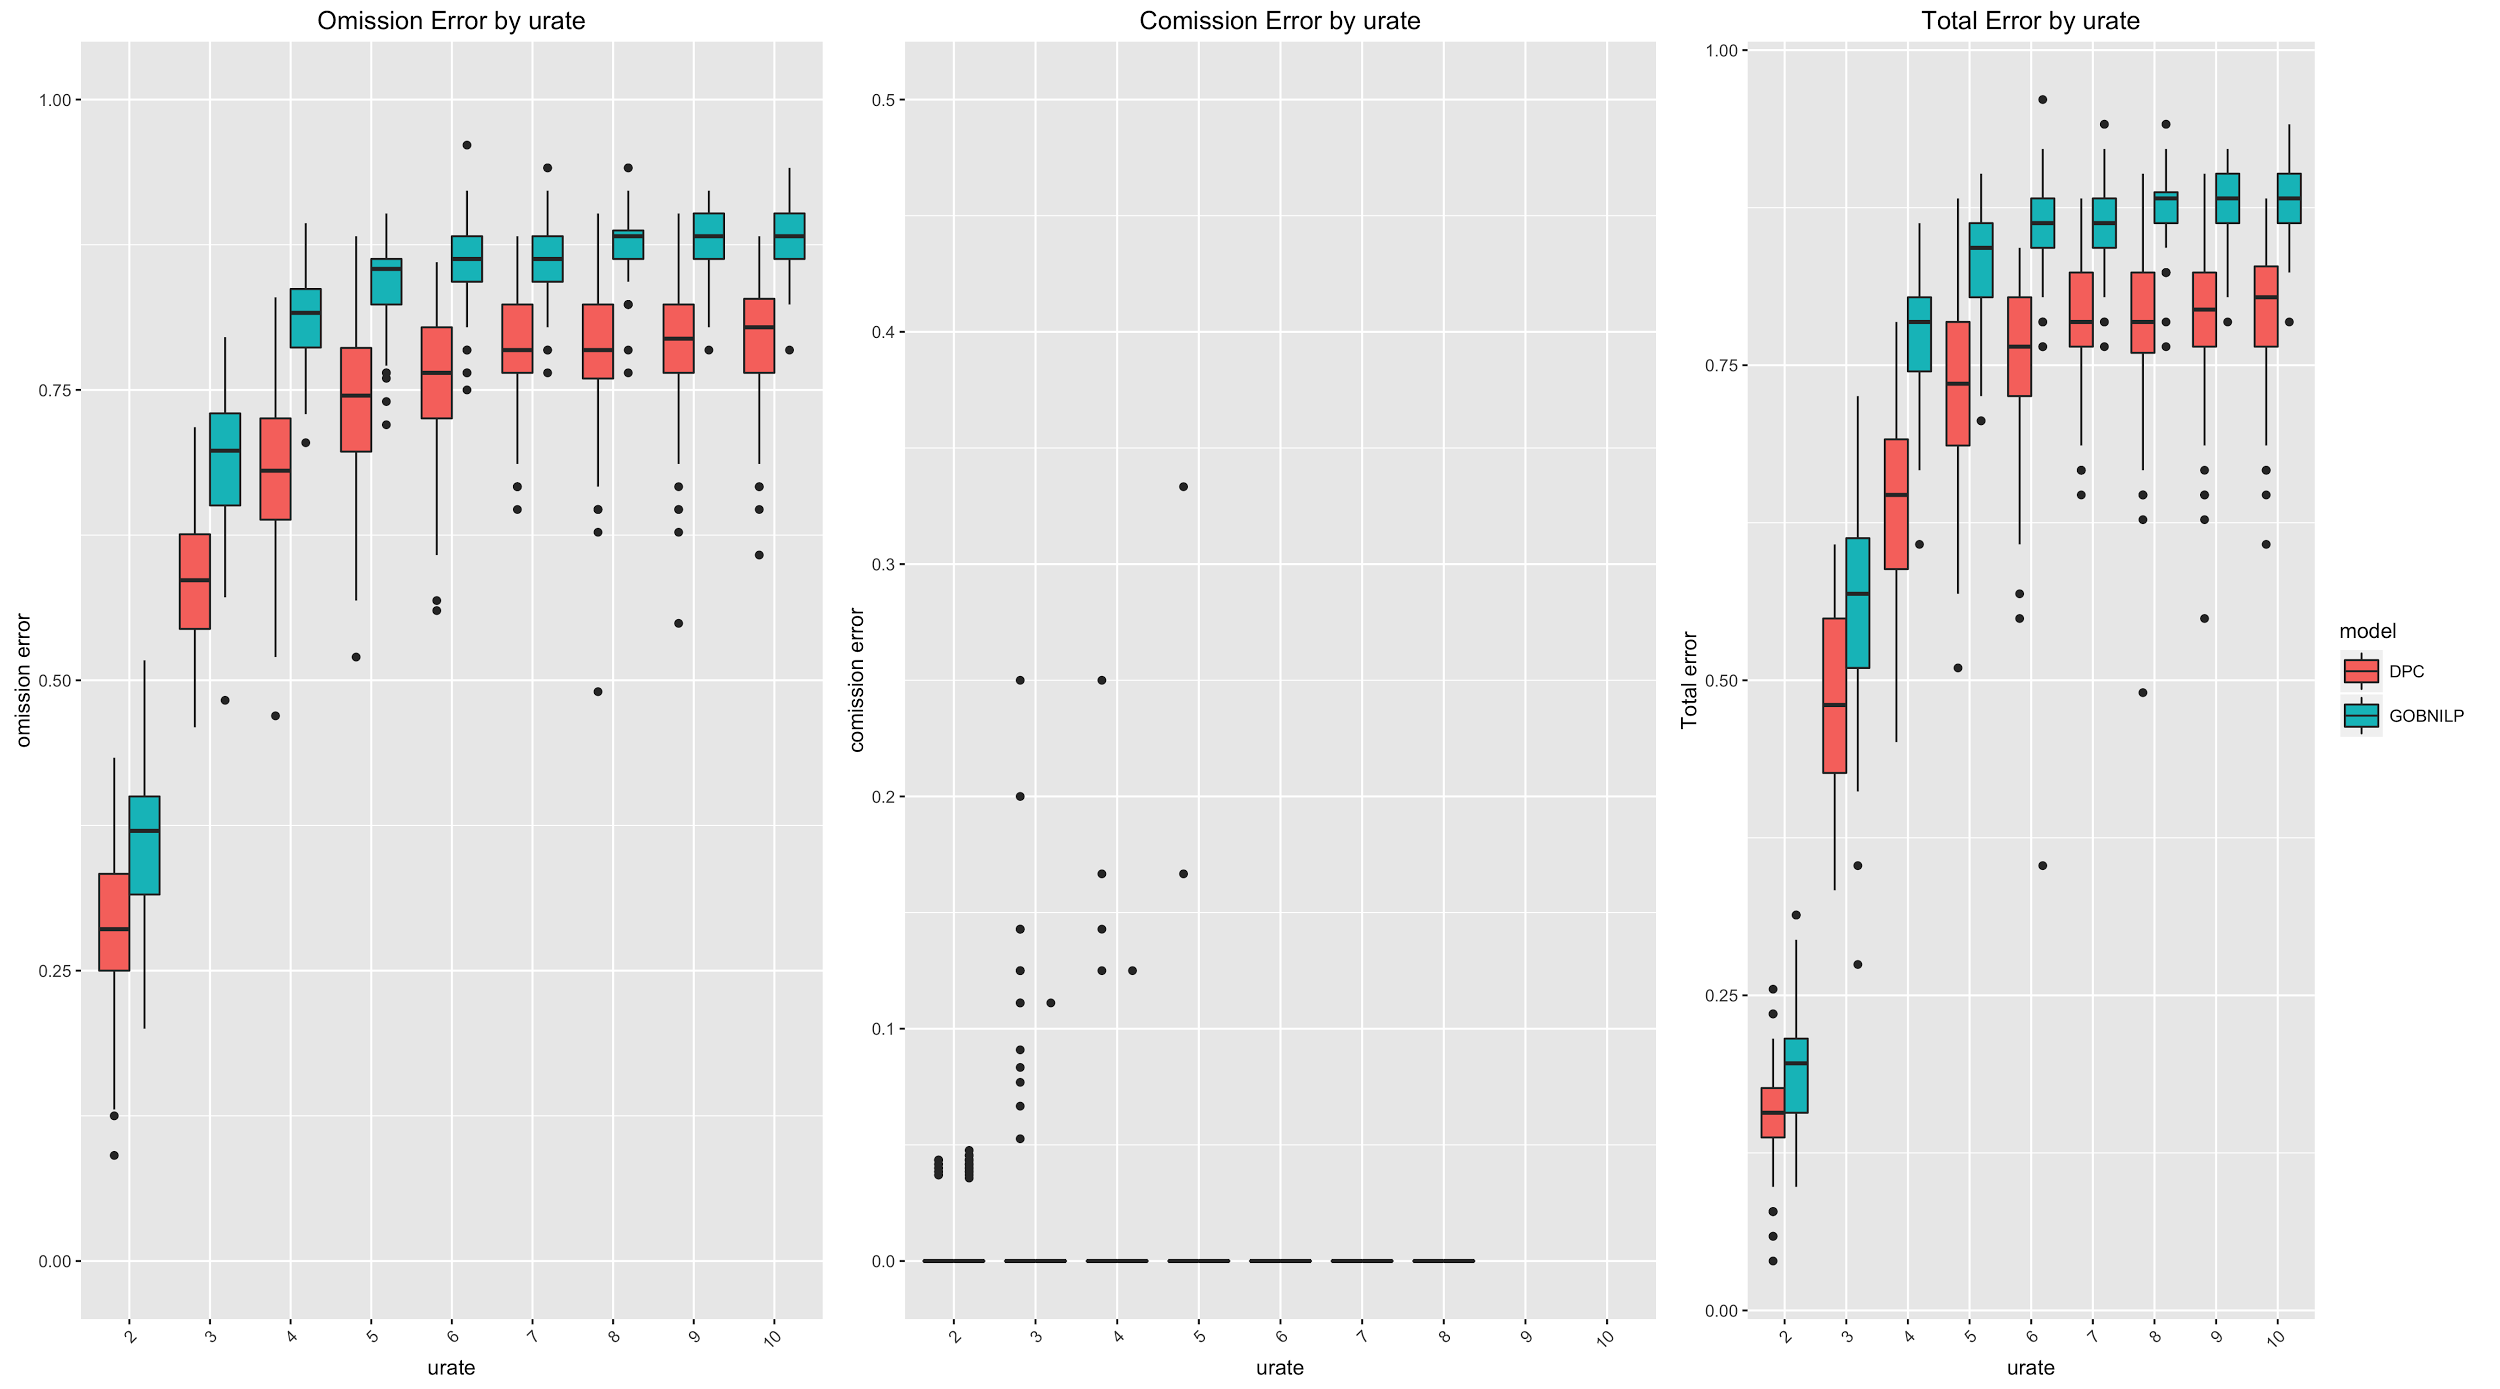 Omission Error by urate
1.00
0.75
0.50
0.25
0.00
omission error
2 3 4 5 6 7 8 9 10
urate
Comission Error by urate
0.5
0.4
0.3
0.2
0.1
0.0
comission error
2 3 4 5 6 7 8 9 10
urate
Total Error by urate
1.00
0.75
0.50
0.25
0.00
Total error
2 3 4 5 6 7 8 9 10
urate
model
DPC
GOBNILP